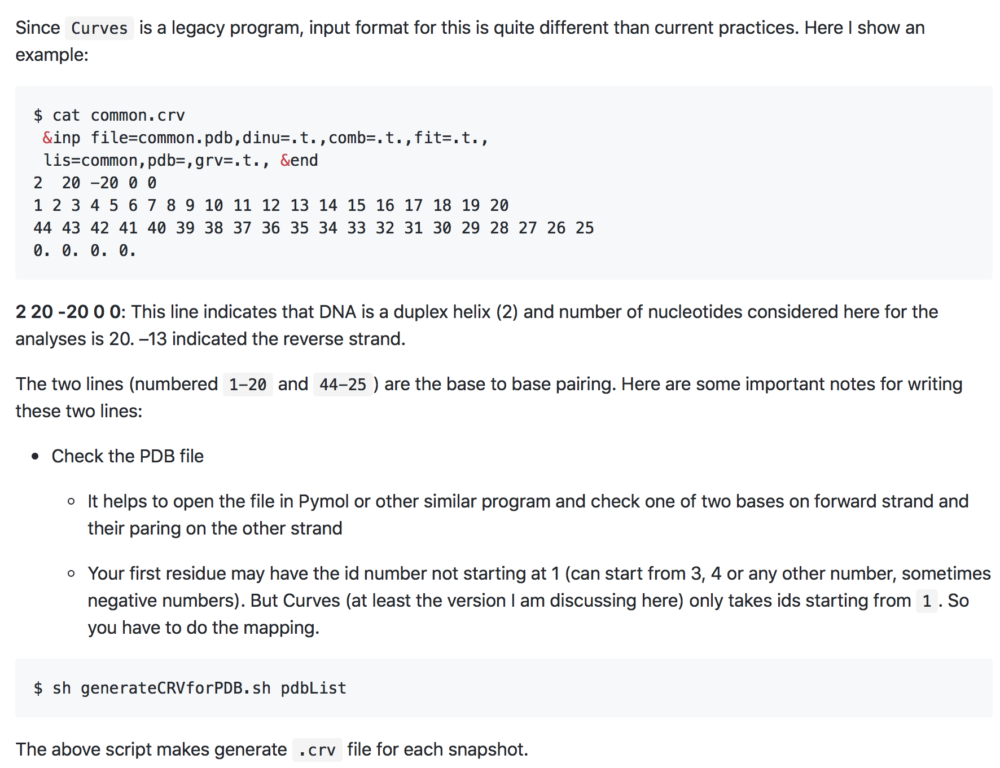 Since Curves is a legacy program, input format for this is quite different than current practices. Here I show an
example:
$ cat common.crv
 &inp file=common.pdb,dinu=.t.,comb=.t.,fit=.t.,
 lis=common,pdb=,grv=.t., &end
2  20 -20 0 0
1 2 3 4 5 6 7 8 9 10 11 12 13 14 15 16 17 18 19 20
44 43 42 41 40 39 38 37 36 35 34 33 32 31 30 29 28 27 26 25
0. 0. 0. 0.
2 20 -20 0 0: This line indicates that DNA is a duplex helix (2) and number of nucleotides considered here for the
analyses is 20. –13 indicated the reverse strand.
The two lines (numbered 1–20 and 44–25 ) are the base to base pairing. Here are some important notes for writing
these two lines:
• Check the PDB file
◦ It helps to open the file in Pymol or other similar program and check one of two bases on forward strand and
their paring on the other strand
◦ Your first residue may have the id number not starting at 1 (can start from 3, 4 or any other number, sometimes
negative numbers). But Curves (at least the version I am discussing here) only takes ids starting from 1 . So
you have to do the mapping.
$ sh generateCRVforPDB.sh pdbList
The above script makes generate .crv file for each snapshot.